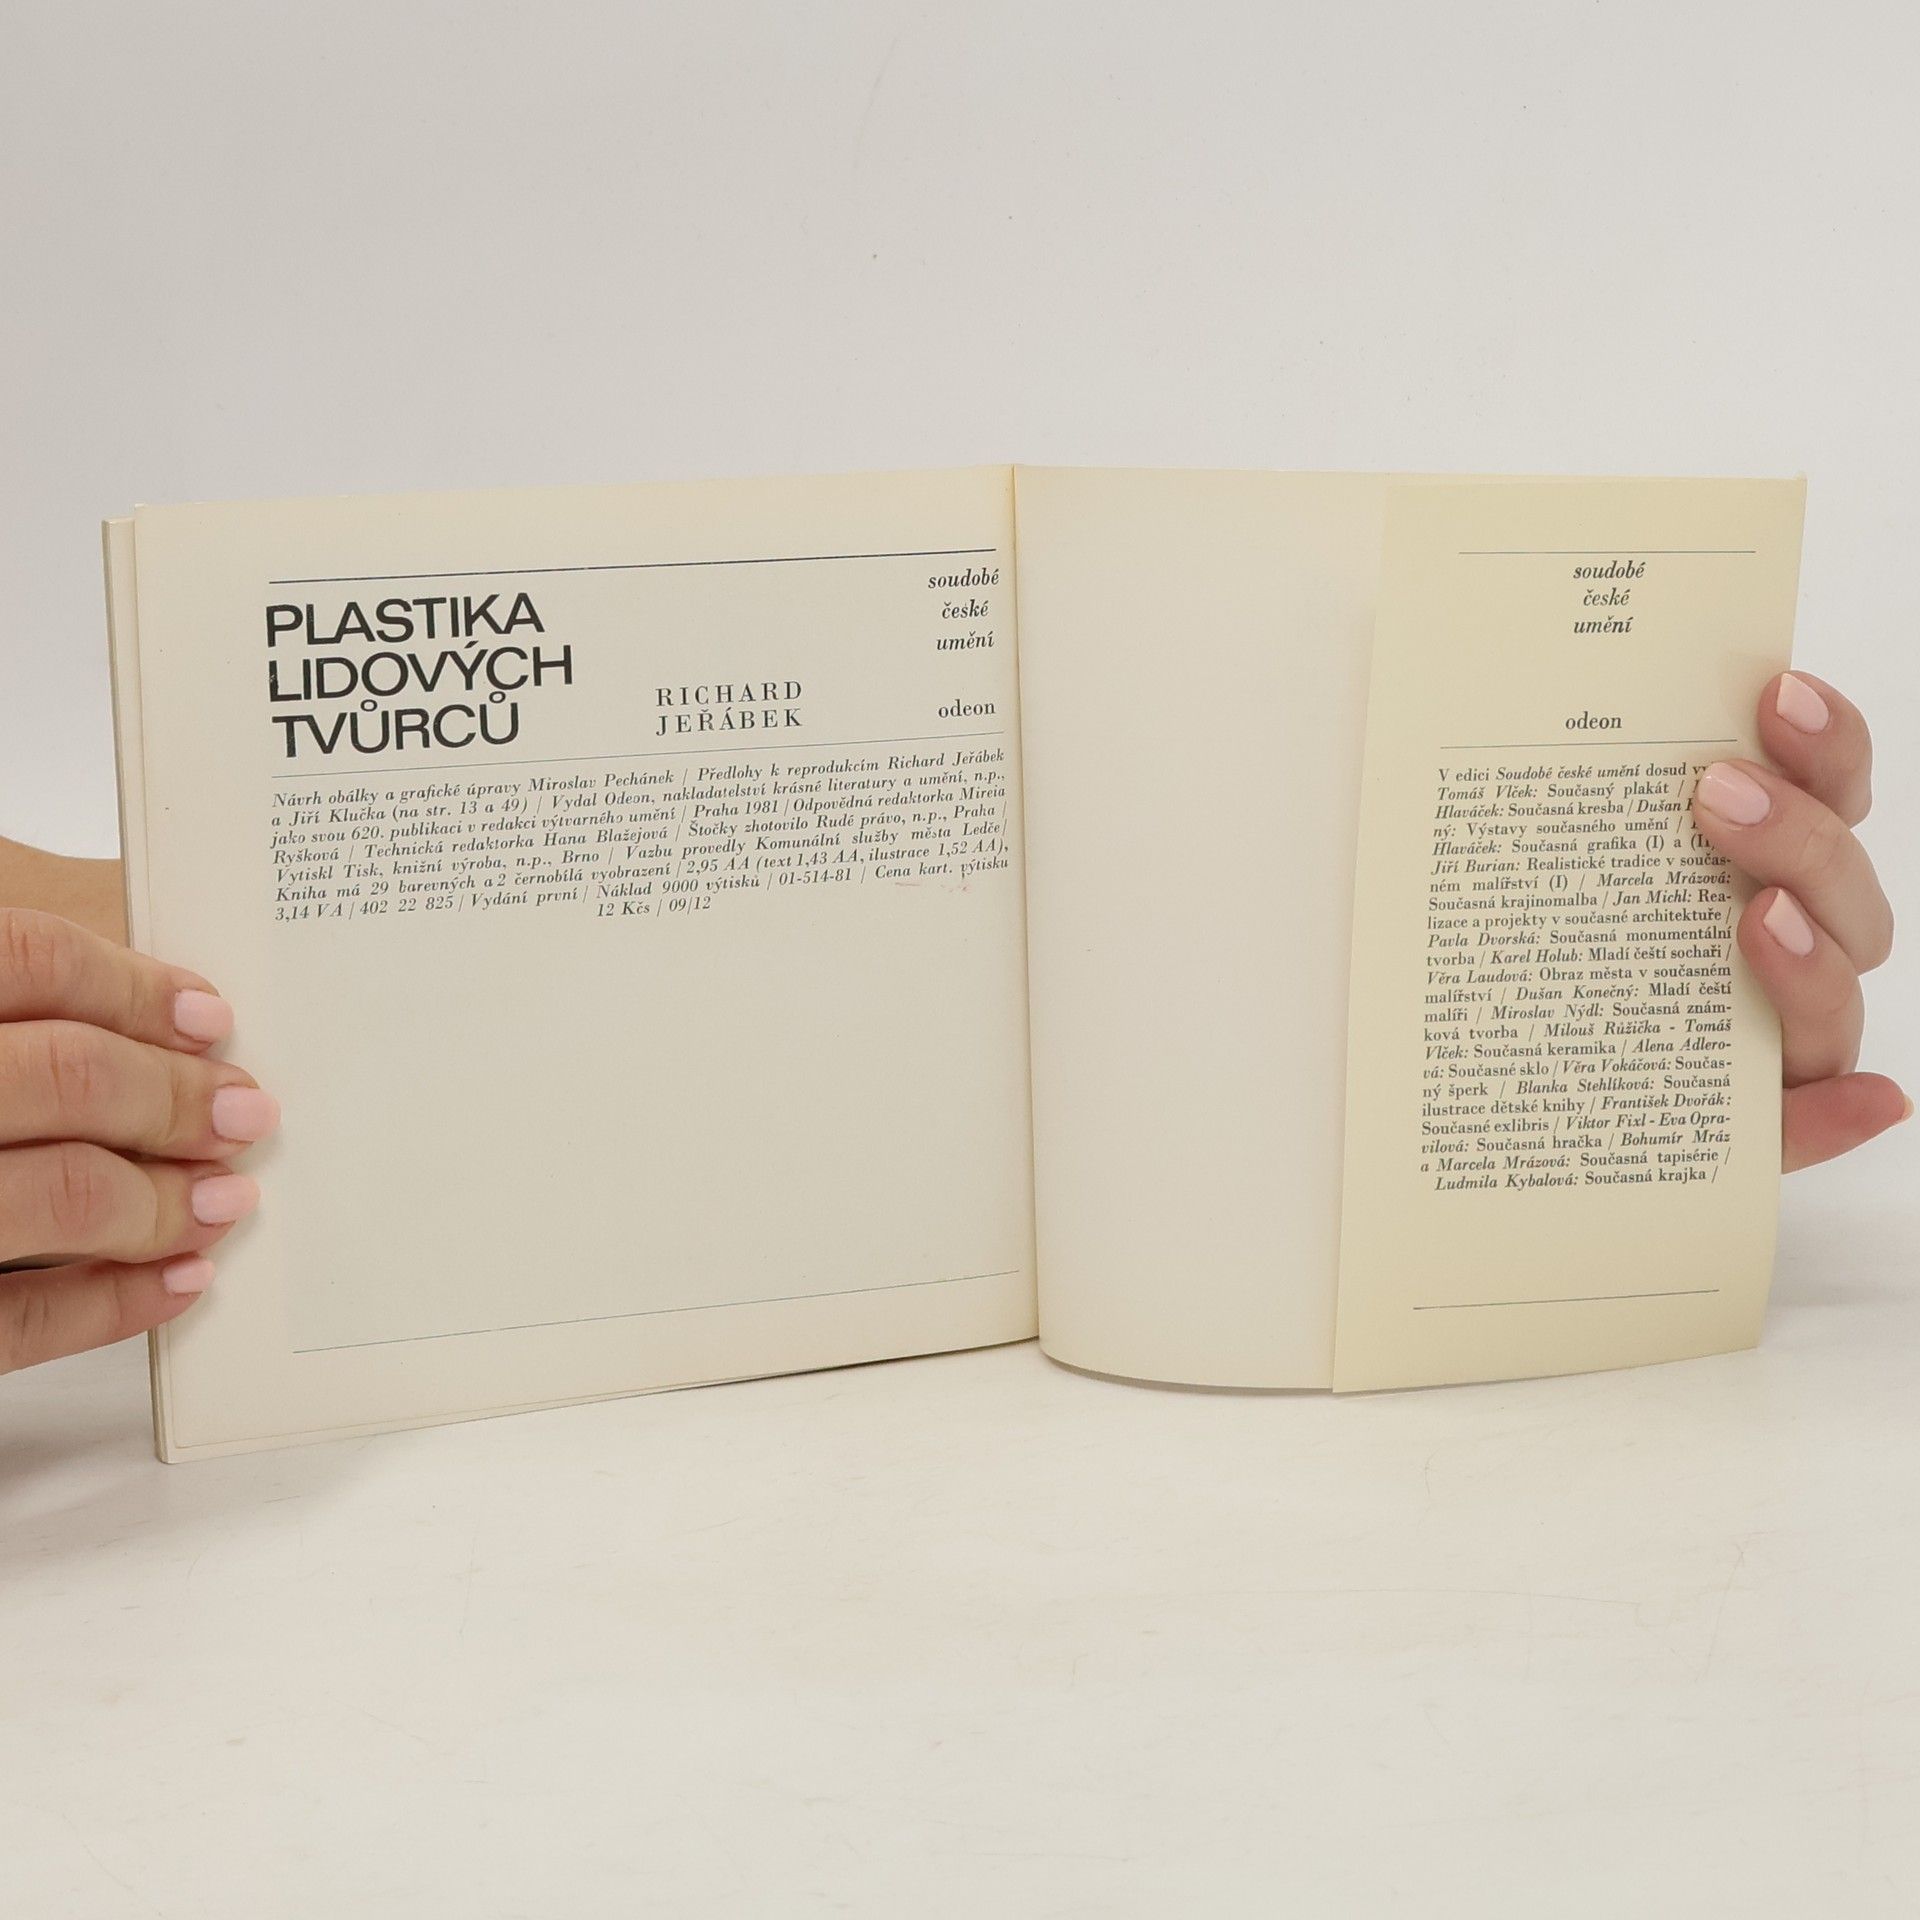 PLASTIKA
LIDOVÝCH
TVŮRCŮ
RICHARD
JEŘÁBEK
soudobé
české
umění
odeon
Návrh obálky a grafické úpravy Miroslav Pechánek / Předlohy k reprodukcím Richard Jeřábek
a Jiří Klučka (na str. 13 a 49) / Vydal Odeon, nakladatelství krásné literatury a umění, n.p.,
jako svou 620. publikaci v redakci výtvarného umění / Praha 1981 / Odpovědná redaktorka Mireia
Ryšková / Technická redaktorka Hana Blažejová / Štočky zhotovilo Rudé právo, n.p., Praha /
Vytiskl Tisk, knižní výroba, n.p., Brno / Vazbu provedly Komunální služby města Ledče/
Kniha má 29 barevných a 2 černobílá vyobrazení / 2,95 AA (text 1,43 AA, ilustrace 1,52 AA),
3,14 VA / 402 22 825 / Vydání první / Náklad 9000 výtisků / 01-514-81 / Cena kart. výtisku
12 Kčs / 09/12
soudobé
české
umění
odeon
V edici Soudobé české umění dosud
Tomáš Vlček: Současný plakát /
Hlaváček: Současná kresba / Dušan
ný: Výstavy současného umění /
Hlaváček: Současná grafika (I) a
Jiří Burian: Realistické tradice v součas-
ném malířství (I) / Marcela Mrázová:
Současná krajinomalba / Jan Michl: Rea-
lizace a projekty v současné architektuře /
Pavla Dvorská: Současná monumentální
tvorba / Karel Holub: Mladí čeští sochaři /
Věra Laudová: Obraz města v současném
malířství / Dušan Konečný: Mladí čeští
malíři / Miroslav Nýdl: Současná znám-
ková tvorba / Milouš Růžička - Tomáš
Vlček: Současná keramika / Alena Adlero-
vá: Současné sklo / Věra Vokáčová: Součas-
ný šperk / Blanka Stehlíková: Současná
ilustrace dětské knihy / František Dvořák:
Současné exlibris / Viktor Fixl - Eva Opra-
vilová: Současná hračka / Bohumír Mráz
a Marcela Mrázová: Současná tapisérie /
Ludmila Kybalová: Současná krajka /